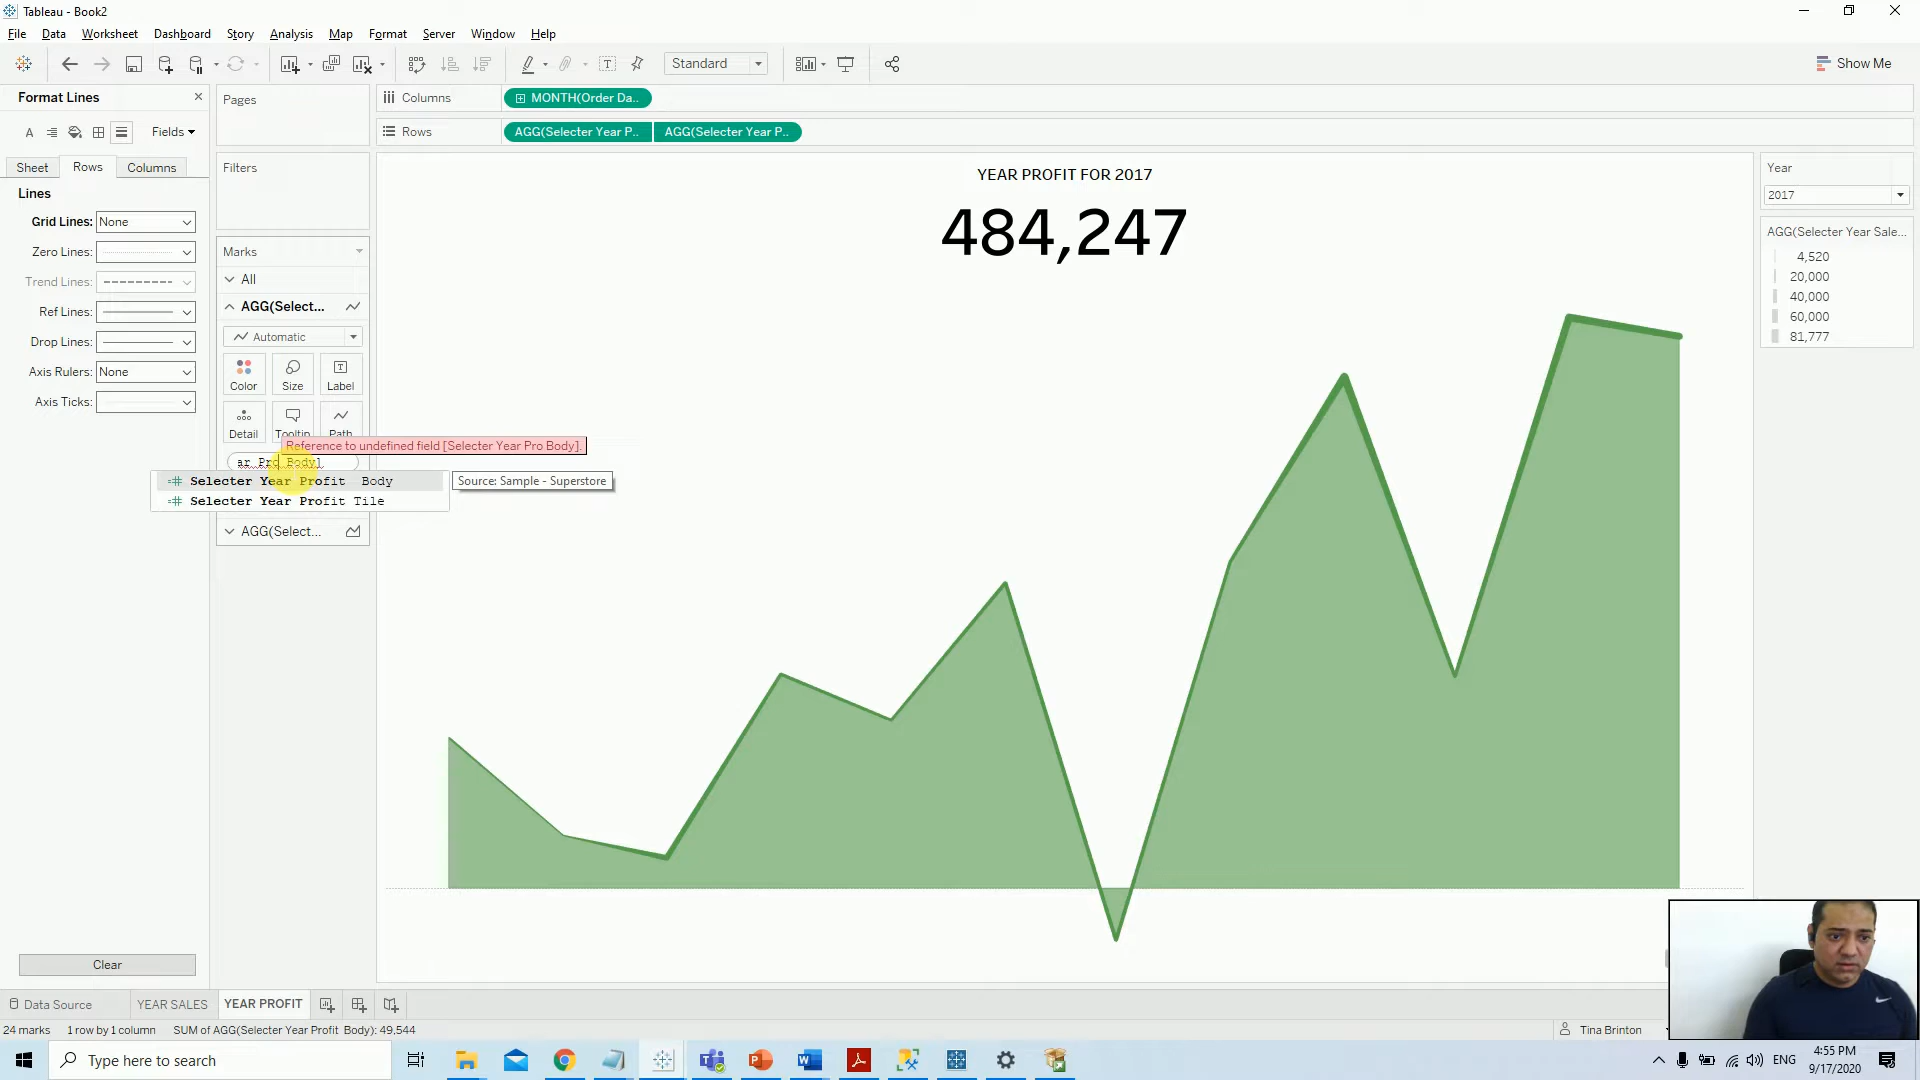 Tableau - Book2
File Data Worksheet Dashboard Story Analysis Map Format Server Window Help
Standard
Show Me
Format Lines
Fields
Sheet Rows Columns
Lines
Grid Lines: None
Zero Lines:
Trend Lines:
Ref Lines:
Drop Lines:
Axis Rulers: None
Axis Ticks:
Clear
Pages
Filters
Marks
All
AGG(Select...
Automatic
Color Size Label
Detail Tooltip Path
Reference to undefined field [Selecter Year Pro Body].
ar Pro Body]
Selecter Year Profit  Body
Source: Sample - Superstore
Selecter Year Profit Tile
AGG(Select...
Columns MONTH(Order Da..
Rows AGG(Selecter Year P.. AGG(Selecter Year P..
YEAR PROFIT FOR 2017
484,247
Year
2017
AGG(Selecter Year Sale...
4,520
20,000
40,000
60,000
81,777
Data Source YEAR SALES YEAR PROFIT
24 marks 1 row by 1 column SUM of AGG(Selecter Year Profit  Body): 49,544
Tina Brinton
Type here to search
ENG
4:55 PM
9/17/2020